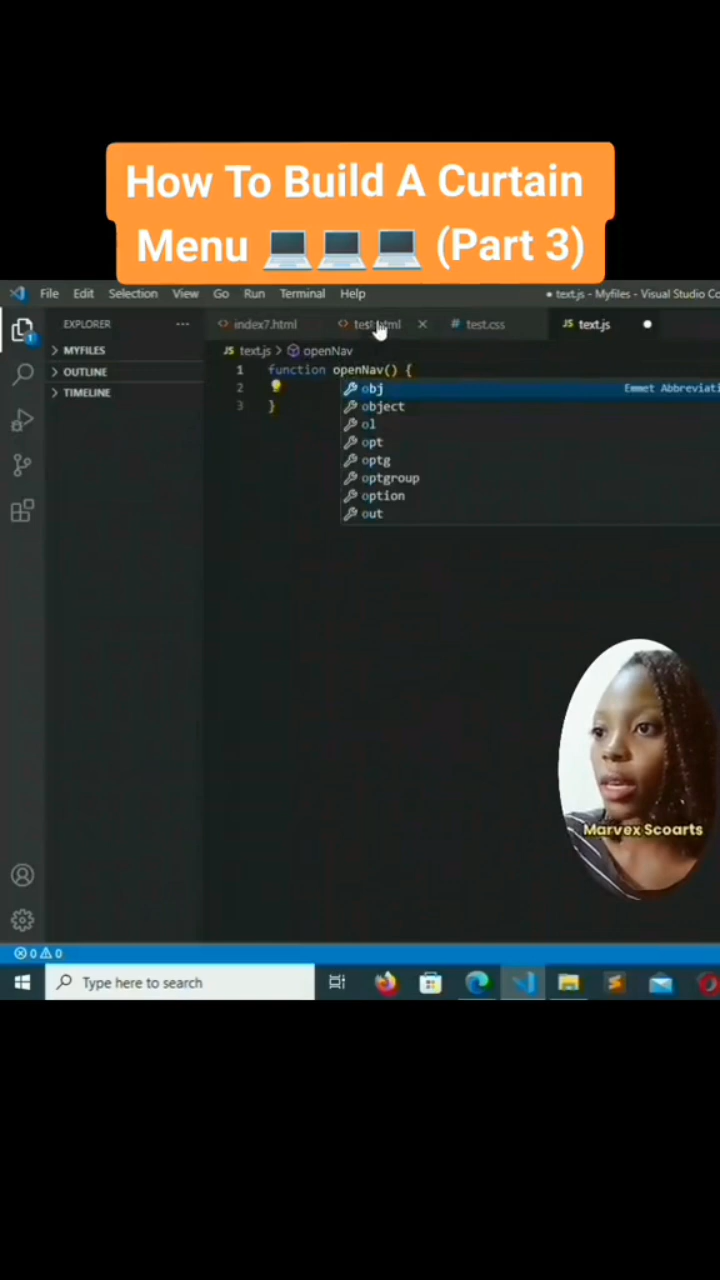 How To Build A Curtain
Menu 💻💻💻 (Part 3)
File Edit Selection View Go Run Terminal Help ● text.js - Myfiles - Visual Studio Co
EXPLORER ···
index7.html test.html test.css JS text.js
MYFILES
OUTLINE
TIMELINE
JS text.js > openNav
1 function openNav() {
2
3 }
obj Emmet Abbreviati
object
ol
opt
optg
optgroup
option
out
1
Marvex Scoarts
0 0
Type here to search